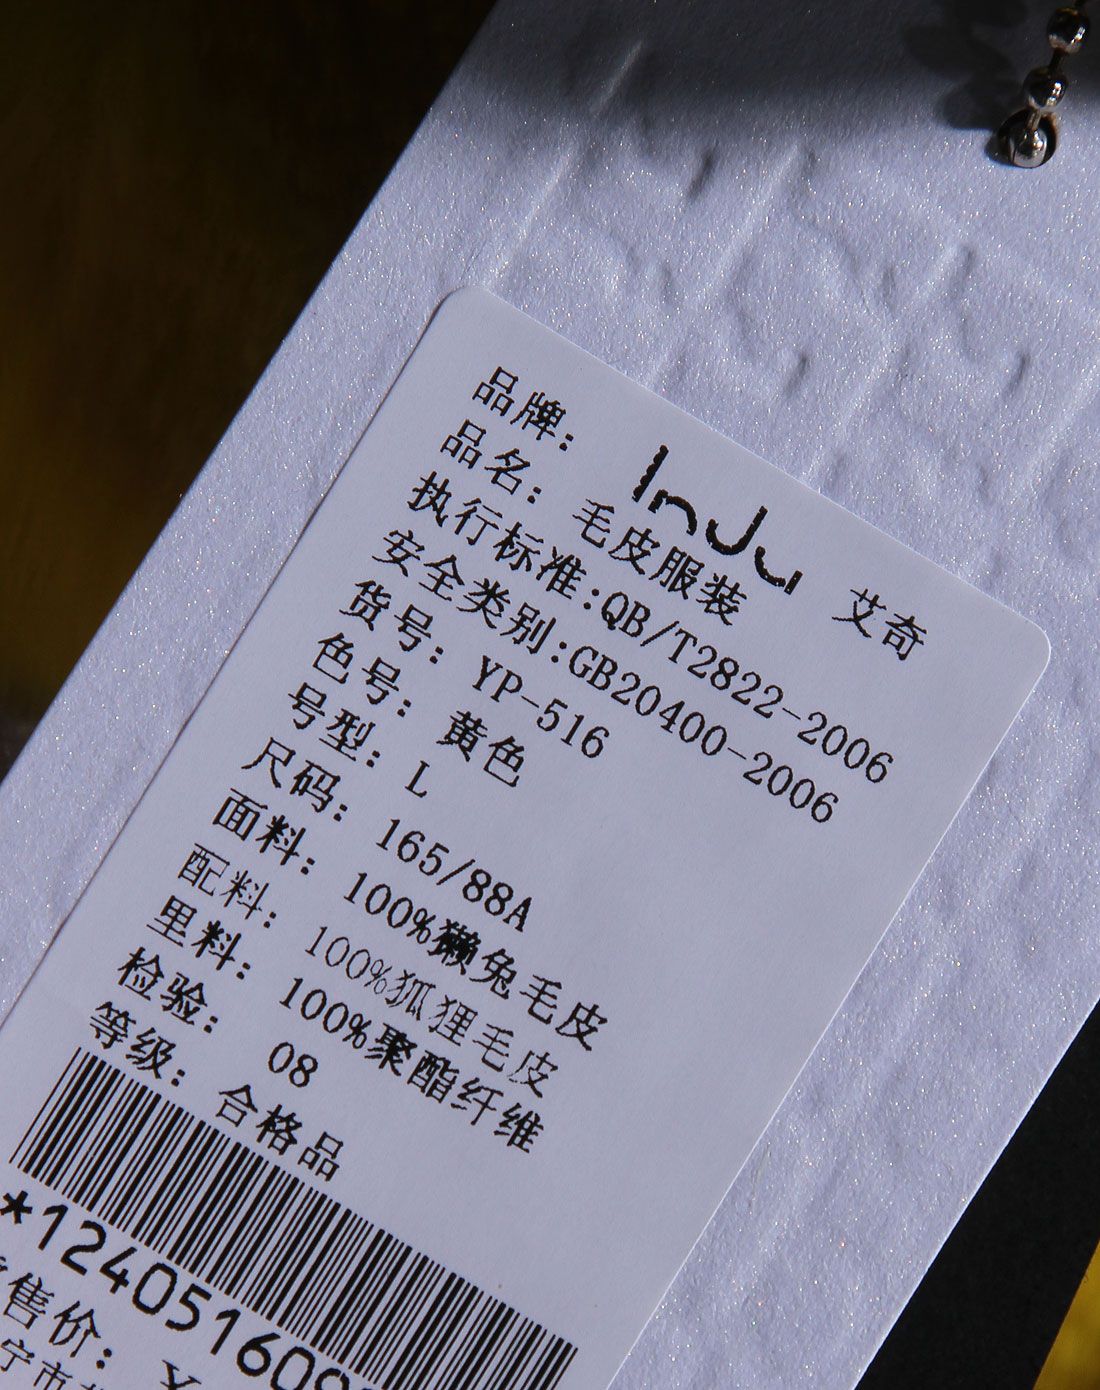 品牌: InJu 艾奇
品名: 毛皮服装
执行标准:QB/T2822-2006
安全类别:GB20400-2006
货号: YP-516
色号: 黄色
号型: L
尺码: 165/88A
面料: 100%獭兔毛皮
配料: 100%狐狸毛皮
里料: 100%聚酯纤维
检验: 08
等级: 合格品
*124051609
售价: ¥
宁市